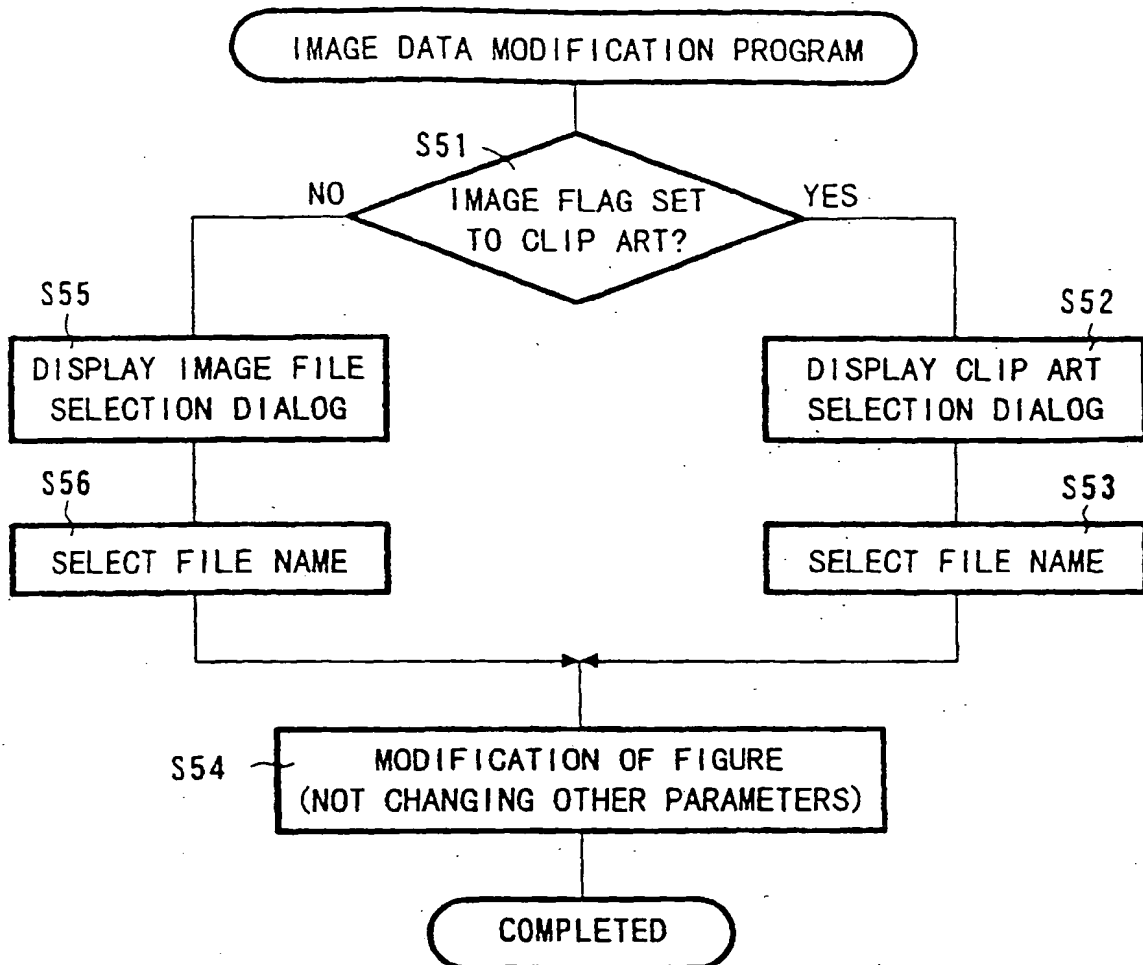 IMAGE DATA MODIFICATION PROGRAM
S51
NO
IMAGE FLAG SET
TO CLIP ART?
YES
S55
DISPLAY IMAGE FILE
SELECTION DIALOG
S52
DISPLAY CLIP ART
SELECTION DIALOG
S56
SELECT FILE NAME
S53
SELECT FILE NAME
S54
MODIFICATION OF FIGURE
(NOT CHANGING OTHER PARAMETERS)
COMPLETED